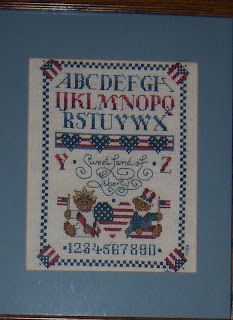 ABCDEFGH
IJKLMNOPQ
RSTUVWX
Y Z
Sweet land of
liberty
1234567890